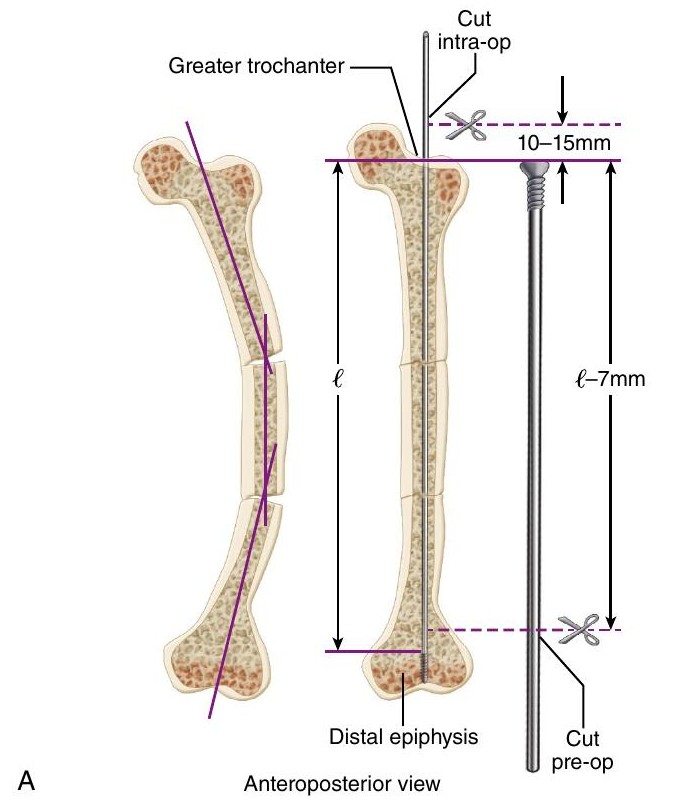 Cut
intra-op
Greater trochanter
10–15mm
ℓ
ℓ–7mm
Distal epiphysis
Cut
pre-op
A
Anteroposterior view